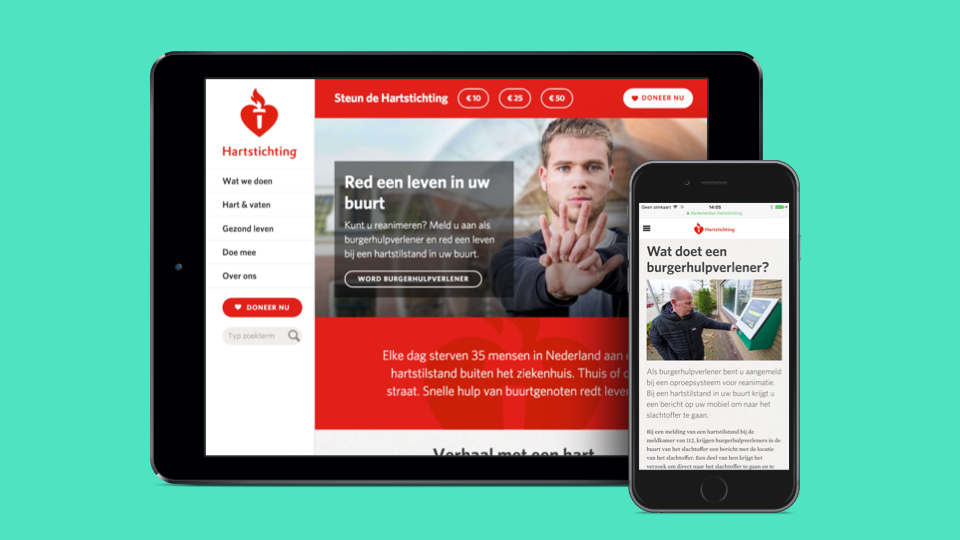 Hartstichting
Wat we doen
Hart & vaten
Gezond leven
Doe mee
Over ons
DONEER NU
Typ zoekterm
Steun de Hartstichting
€ 10
€ 25
€ 50
DONEER NU
Red een leven in uw
buurt
Kunt u reanimeren? Meld u aan als
burgerhulpverlener en red een leven
bij een hartstilstand in uw buurt.
WORD BURGERHULPVERLENER
Elke dag sterven 35 mensen in Nederland aan
hartstilstand buiten het ziekenhuis. Thuis of o
straat. Snelle hulp van buurtgenoten redt leve
Verhaal met een hart
Geen simkaart
14:05
Nederlandse Hartstichting
Hartstichting
Wat doet een
burgerhulpverlener?
Als burgerhulpverlener bent u aangemeld
bij een oproepsysteem voor reanimatie.
Bij een hartstilstand in uw buurt krijgt u
een bericht op uw mobiel om naar het
slachtoffer te gaan.
Bij een melding van een hartstilstand bij de
meldkamer van 112, krijgen burgerhulpverleners in de
buurt van het slachtoffer een bericht met de locatie
van het slachtoffer. Een deel van hen krijgt het
verzoek om direct naar het slachtoffer te gaan en te